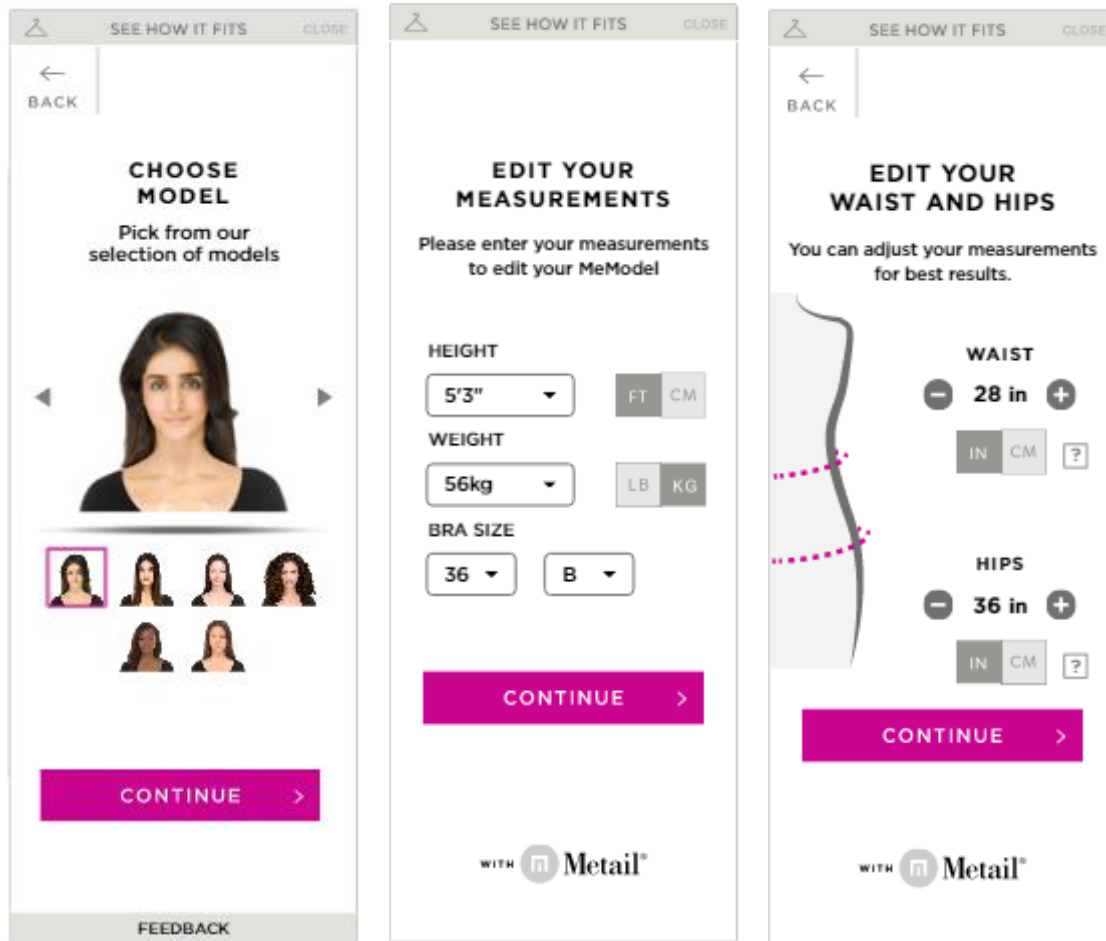 SEE HOW IT FITS
CLOSE
BACK
CHOOSE
MODEL
Pick from our
selection of models
CONTINUE
FEEDBACK
SEE HOW IT FITS
CLOSE
EDIT YOUR
MEASUREMENTS
Please enter your measurements
to edit your MeModel
HEIGHT
5'3"
FT CM
WEIGHT
56kg
LB KG
BRA SIZE
36 B
CONTINUE
WITH m Metail®
SEE HOW IT FITS
CLOSE
BACK
EDIT YOUR
WAIST AND HIPS
You can adjust your measurements
for best results.
WAIST
28 in
IN CM ?
HIPS
36 in
IN CM ?
CONTINUE
WITH m Metail®